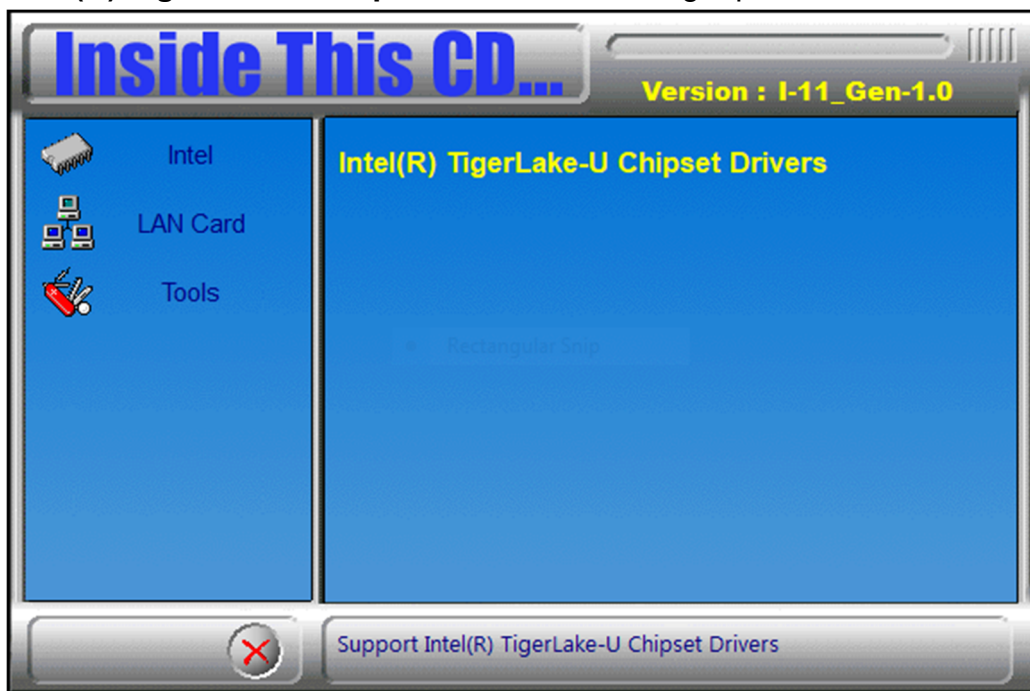 Inside This CD...
Version : I-11_Gen-1.0
Intel
LAN Card
Tools
Intel(R) TigerLake-U Chipset Drivers
Rectangular Snip
Support Intel(R) TigerLake-U Chipset Drivers